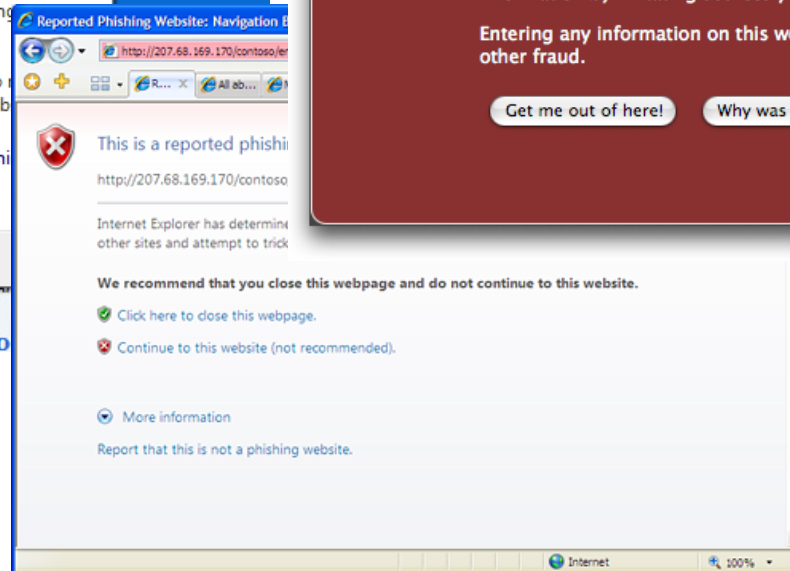 Reported Phishing Website: Navigation B
http://207.68.169.170/contoso/en
R... All ab...
This is a reported phishi
http://207.68.169.170/contoso
Internet Explorer has determine
other sites and attempt to trick
We recommend that you close this webpage and do not continue to this website.
Click here to close this webpage.
Continue to this website (not recommended).
More information
Report that this is not a phishing website.
Internet
100%
Entering any information on this w
other fraud.
Get me out of here!
Why was